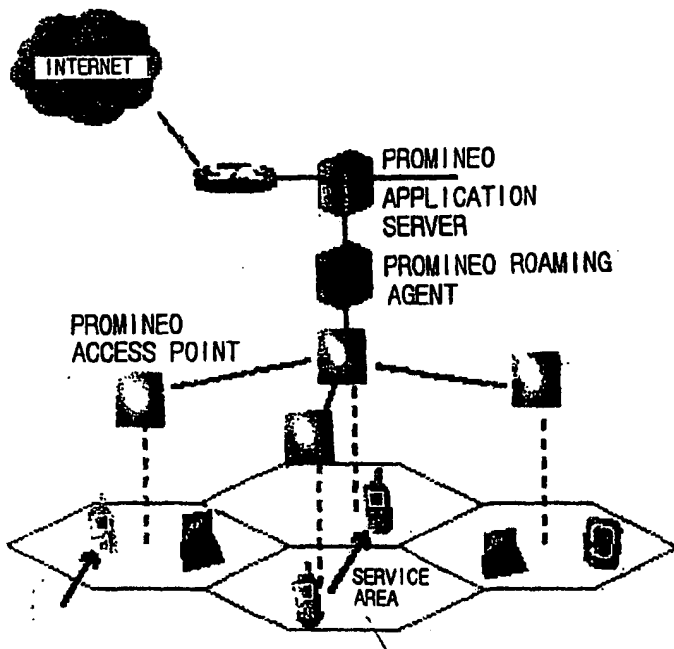 INTERNET
PROMINEO
APPLICATION
SERVER
PROMINEO ROAMING
AGENT
PROMINEO
ACCESS POINT
SERVICE
AREA